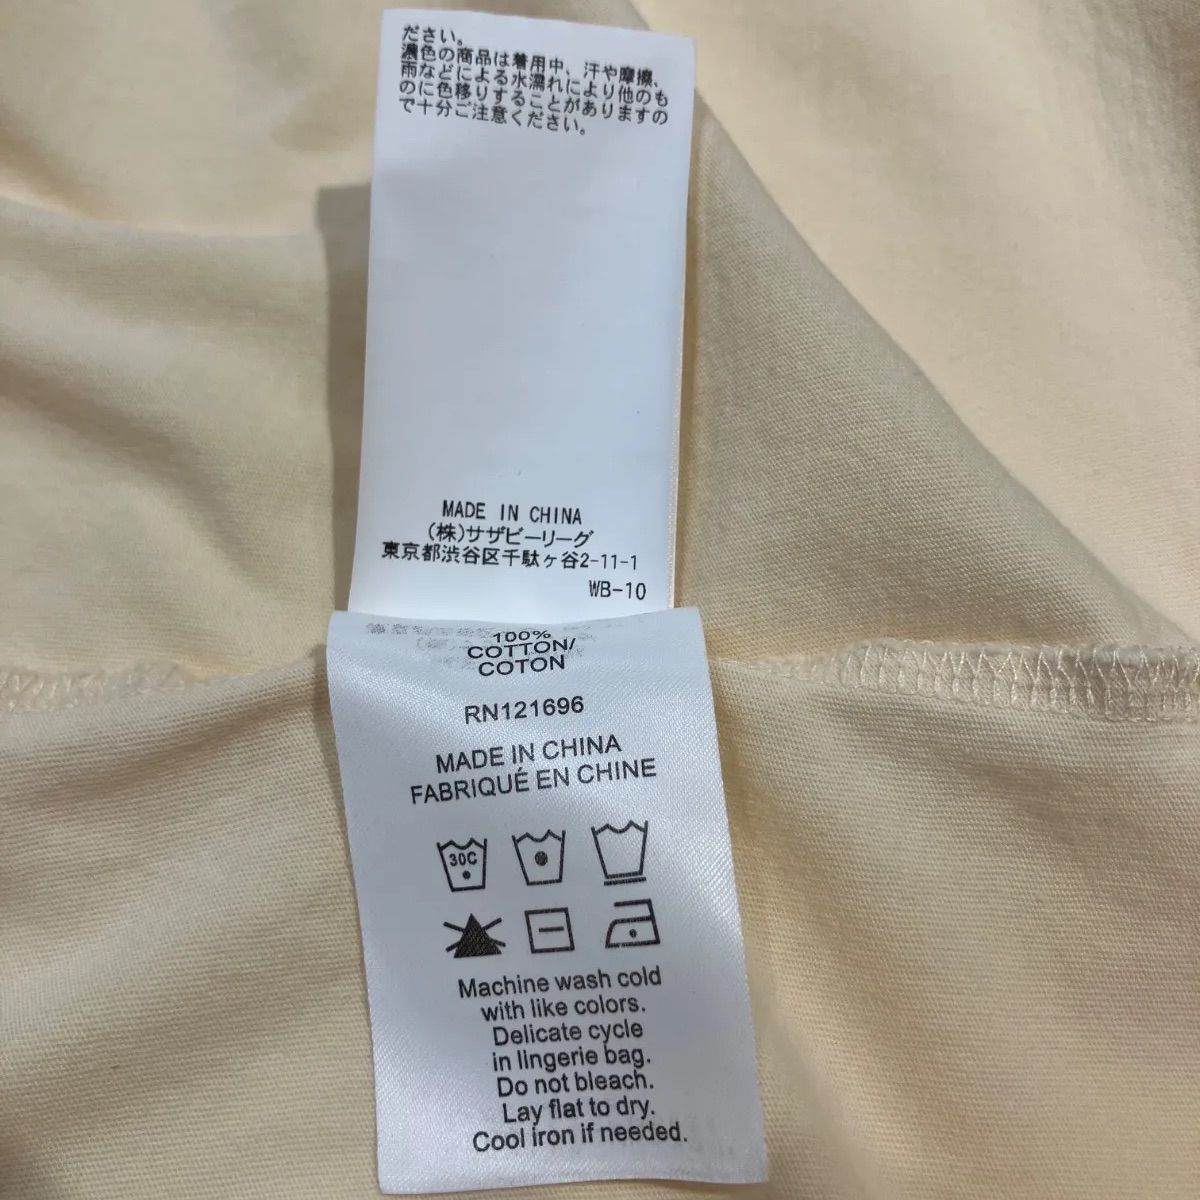 ださい。
濃色の商品は着用中、汗や摩擦、
雨などによる水濡れにより他のも
のに色移りすることがありますの
で十分ご注意ください。
MADE IN CHINA
(株)サザビーリーグ
東京都渋谷区千駄ヶ谷2-11-1
WB-10
100%
COTTON/
COTON
RN121696
MADE IN CHINA
FABRIQUÉ EN CHINE
30C
Machine wash cold
with like colors.
Delicate cycle
in lingerie bag.
Do not bleach.
Lay flat to dry.
Cool iron if needed.